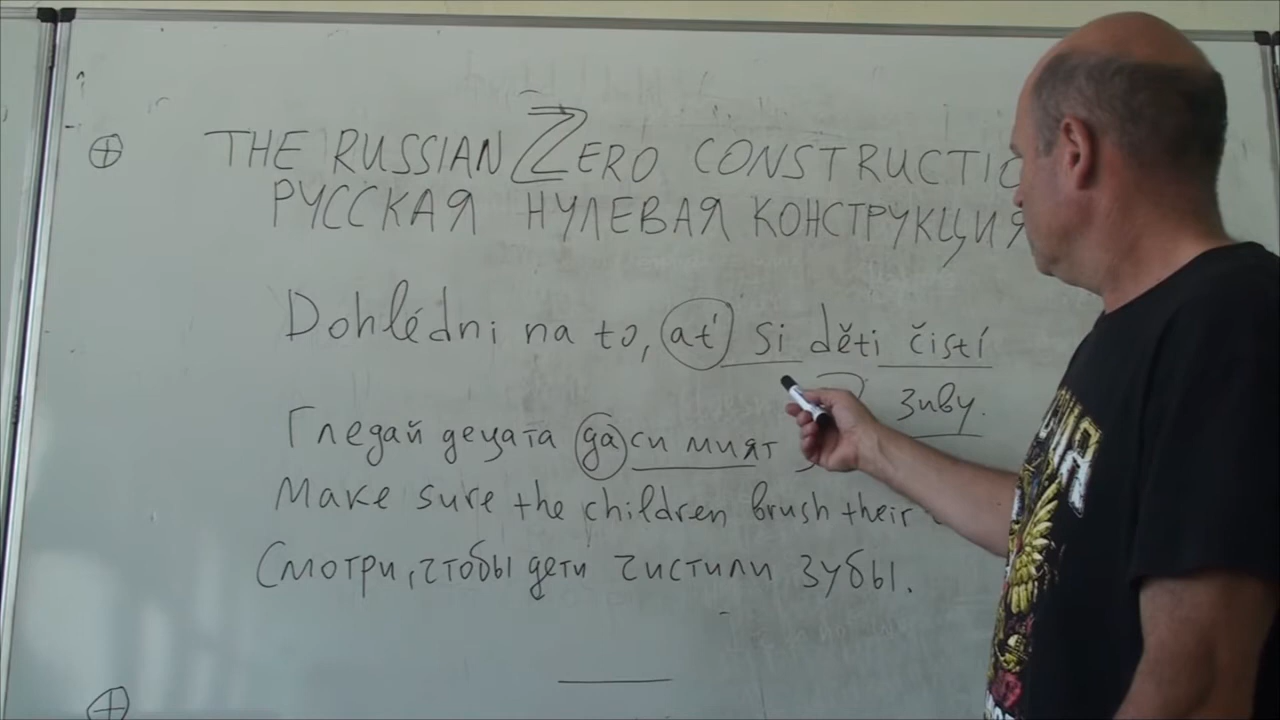 THE RUSSIAN ZERO CONSTRUCTIO
РУССКАЯ НУЛЕВАЯ КОНСТРУКЦИЯ
Dohlédni na to, ať si děti čistí
зиву.
Гледай децата да си мият
Make sure the children brush their
Смотри, чтобы дети чистили зубы.